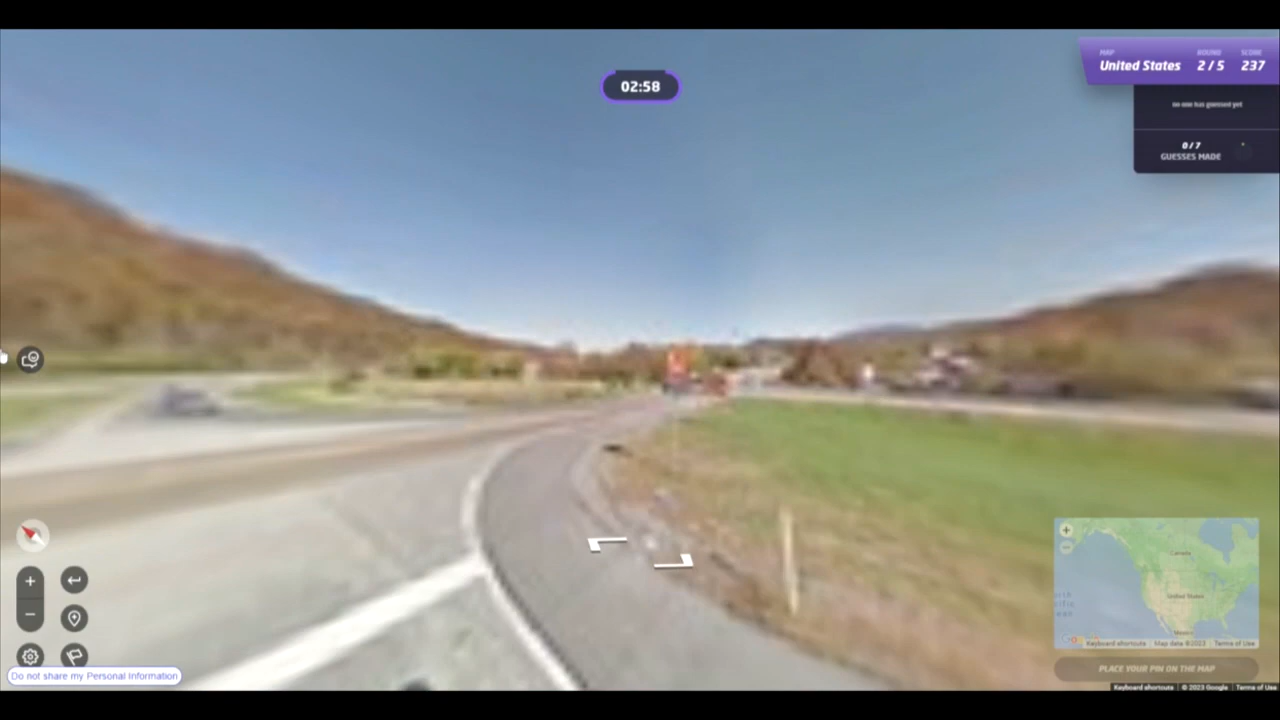 02:58
MAP ROUND SCORE
United States 2 / 5 237
no one has guessed yet
0 / 7
GUESSES MADE
Canada
United States
Mexico
Keyboard shortcuts Map data ©2023 Terms of Use
PLACE YOUR PIN ON THE MAP
Do not share my Personal Information
Keyboard shortcuts © 2023 Google Terms of Use